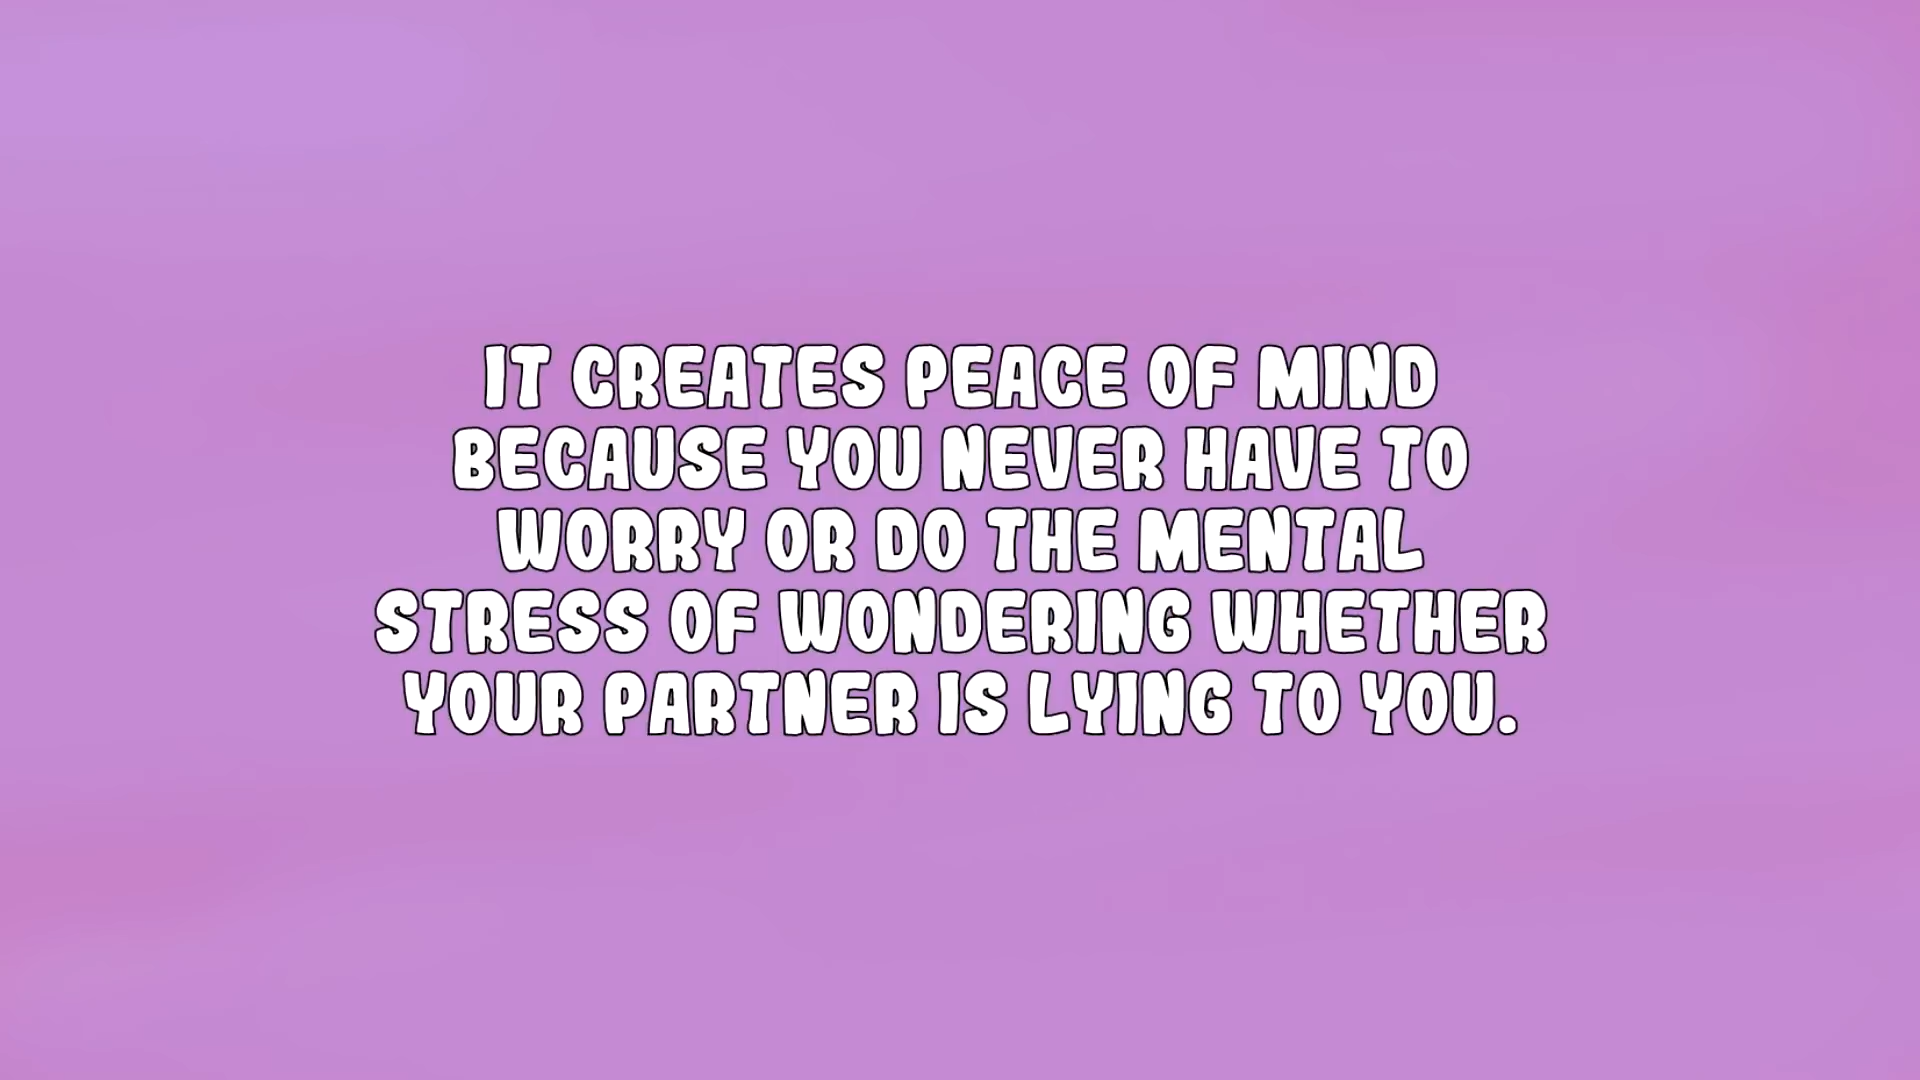 IT CREATES PEACE OF MIND
BECAUSE YOU NEVER HAVE TO
WORRY OR DO THE MENTAL
STRESS OF WONDERING WHETHER
YOUR PARTNER IS LYING TO YOU.